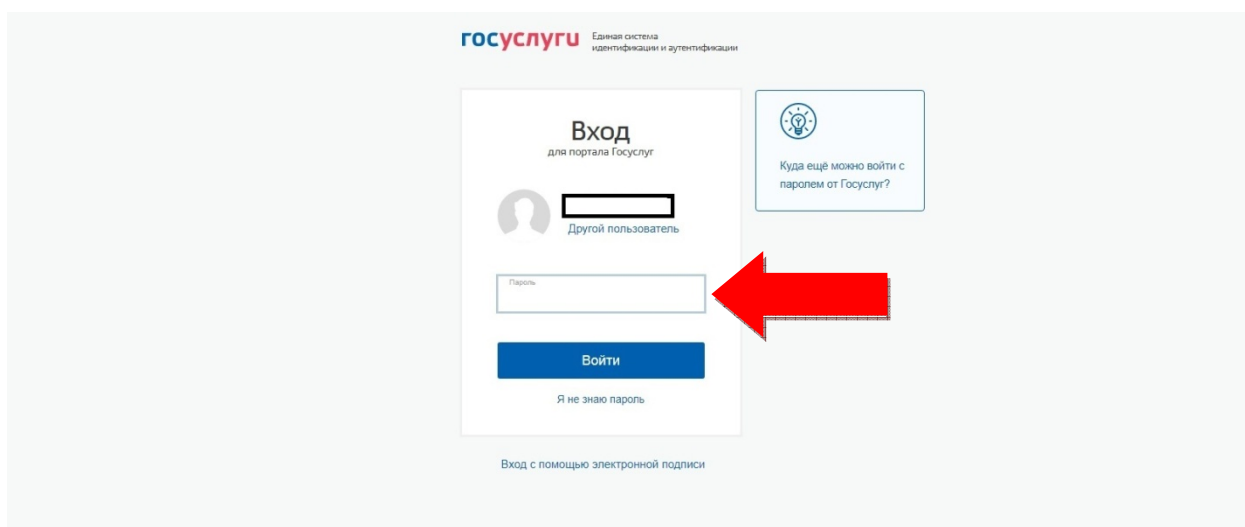 госуслуги
Единая система
идентификации и аутентификации
Вход
для портала Госуслуг
Другой пользователь
Пароль
Войти
Я не знаю пароль
Вход с помощью электронной подписи
Куда ещё можно войти с
паролем от Госуслуг?